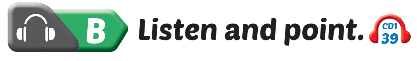 B Listen and point. CD1 39